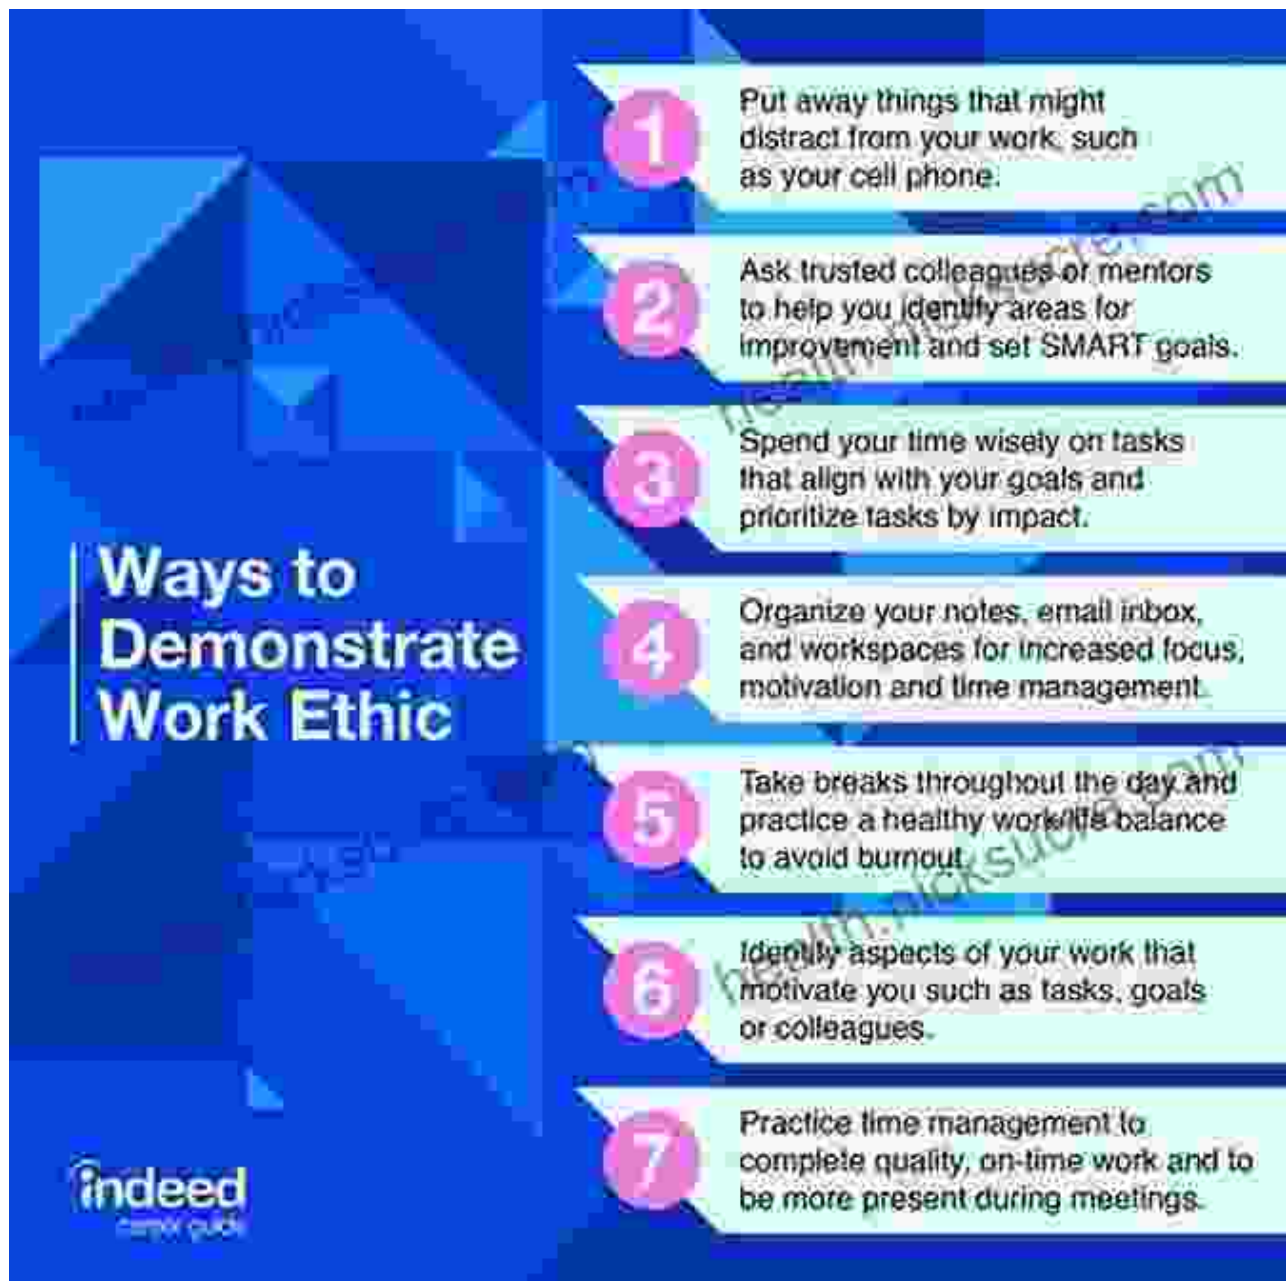 Ways to
Demonstrate
Work Ethic
1
Put away things that might
distract from your work, such
as your cell phone.
2
Ask trusted colleagues or mentors
to help you identify areas for
improvement and set SMART goals.
3
Spend your time wisely on tasks
that align with your goals and
prioritize tasks by impact.
4
Organize your notes, email inbox,
and workspaces for increased focus,
motivation and time management.
5
Take breaks throughout the day and
practice a healthy work/life balance
to avoid burnout.
6
Identify aspects of your work that
motivate you such as tasks, goals
or colleagues.
7
Practice time management to
complete quality, on-time work and to
be more present during meetings.
indeed
career guide
health.nicksucre.com
health.nicksucre.com